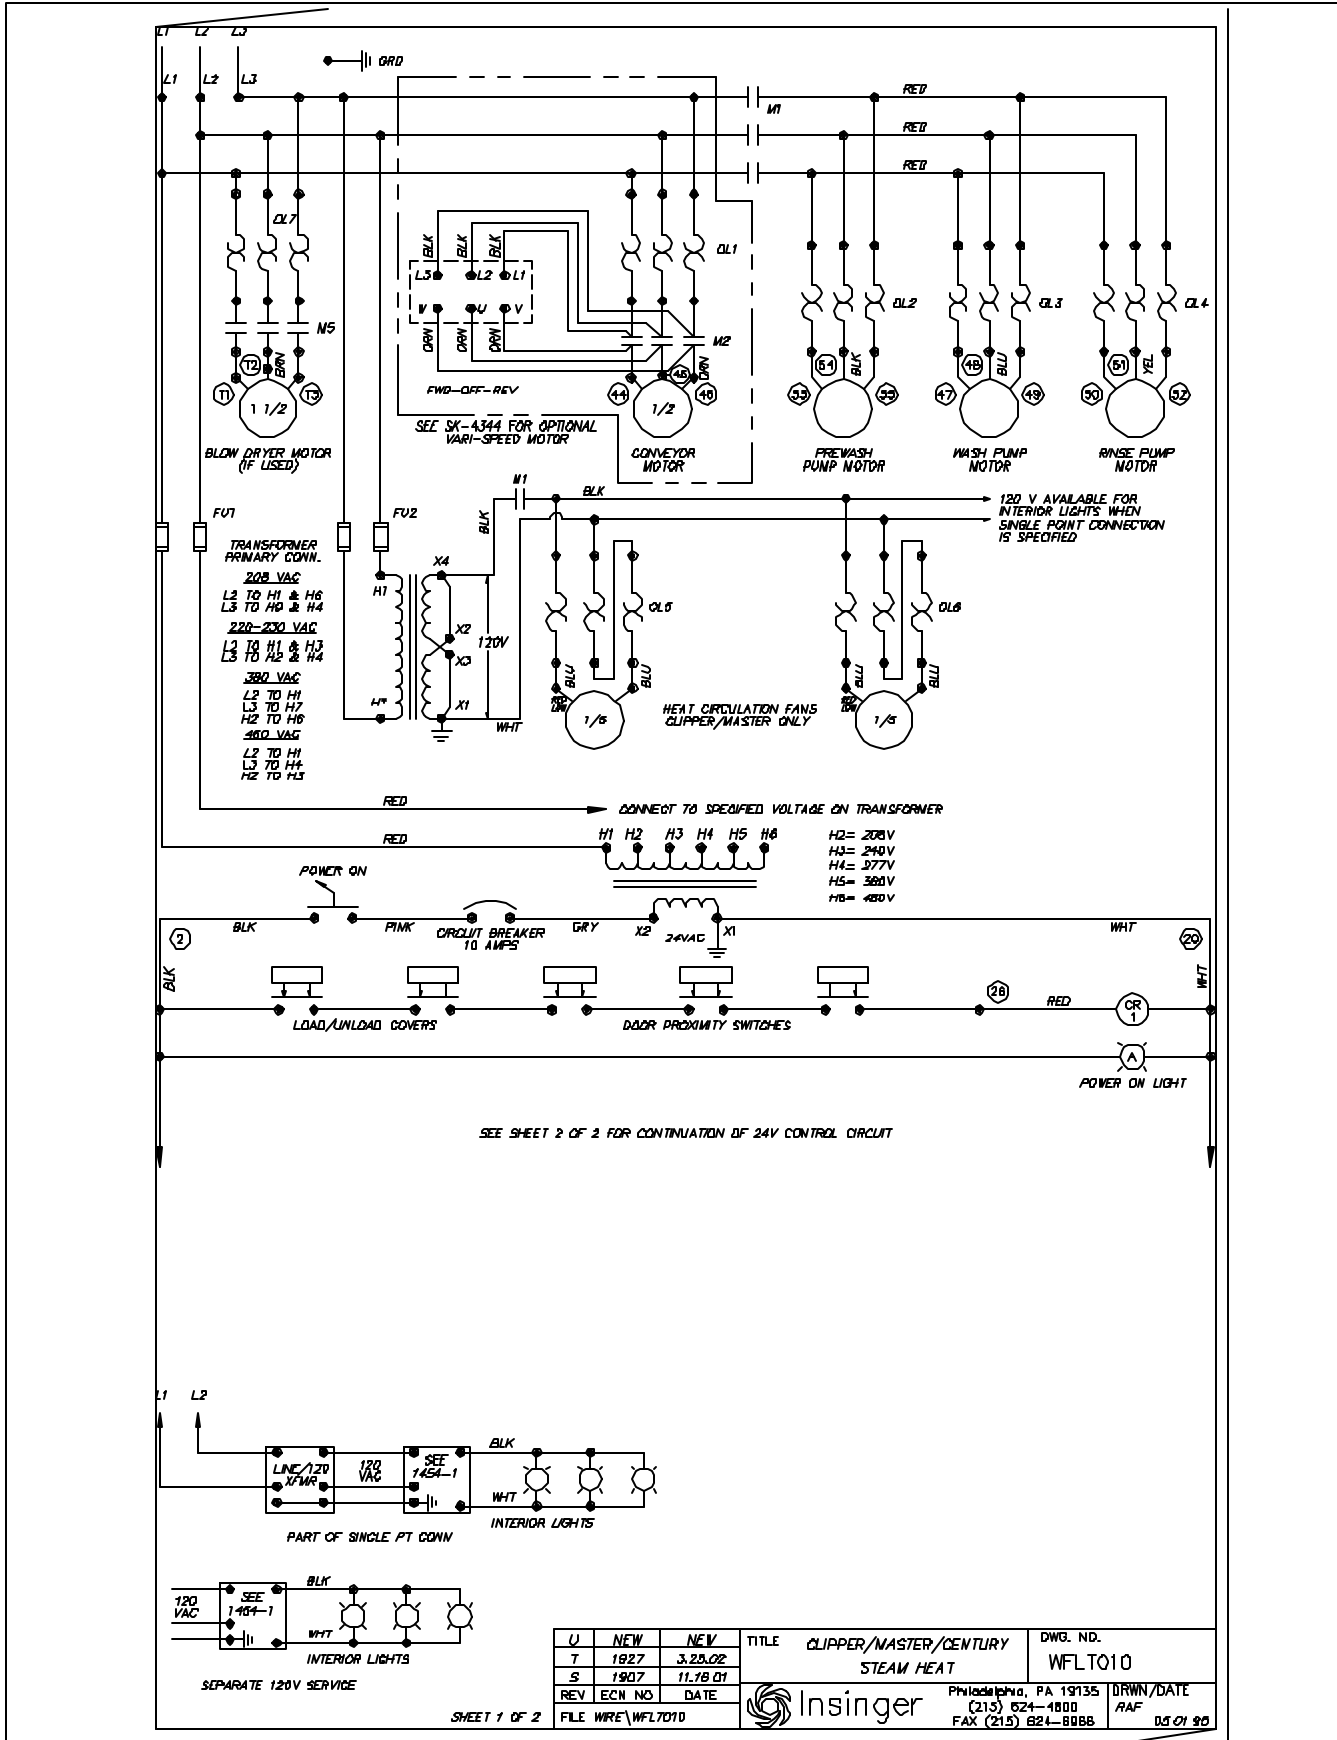 L1 L2 L3
GRD
L1 L2 L3
RED
M1
RED
RED
OL7
BLK BLK BLK
OL1
L3 L2 L1
W U V
OL2 OL3 OL4
M5
ORN ORN ORN
M2
T2 BRN
45 ORN
54 BLK
48 BLU
51 YEL
T1 T3
FWD-OFF-REV
44 46
53 55
47 49
50 52
1 1/2
1/2
SEE SK-4344 FOR OPTIONAL
VARI-SPEED MOTOR
BLOW DRYER MOTOR
(IF USED)
CONVEYOR
MOTOR
PREWASH
PUMP MOTOR
WASH PUMP
MOTOR
RINSE PUMP
MOTOR
M1
BLK
BLK
120 V AVAILABLE FOR
INTERIOR LIGHTS WHEN
SINGLE POINT CONNECTION
IS SPECIFIED
FU1 FU2
TRANSFORMER
PRIMARY CONN.
208 VAC
L2 TO H1 & H6
L3 TO H9 & H4
220-230 VAC
L2 TO H1 & H3
L3 TO H2 & H4
380 VAC
L2 TO H1
L3 TO H7
H2 TO H6
460 VAC
L2 TO H1
L3 TO H4
H2 TO H3
X4
H1
X2
120V
X3
H4 X1
WHT
OL5 OL6
BLU BLU
BLU BLU
1/6 1/6
HEAT CIRCULATION FANS
CLIPPER/MASTER ONLY
RED
CONNECT TO SPECIFIED VOLTAGE ON TRANSFORMER
RED
H1 H2 H3 H4 H5 H6
H2= 208V
H3= 240V
H4= 277V
H5= 380V
H6= 480V
POWER ON
BLK PINK
CIRCUIT BREAKER
10 AMPS
GRY X2 24VAC X1 WHT
2 20
BLK WHT
LOAD/UNLOAD COVERS
DOOR PROXIMITY SWITCHES
26 RED CR
1
A
POWER ON LIGHT
SEE SHEET 2 OF 2 FOR CONTINUATION OF 24V CONTROL CIRCUIT
L1 L2
BLK
LINE/120
XFMR
120
VAC
SEE
1454-1
WHT
INTERIOR LIGHTS
PART OF SINGLE PT CONN
BLK
120
VAC
SEE
1454-1
WHT
INTERIOR LIGHTS
SEPARATE 120V SERVICE
SHEET 1 OF 2
U NEW NEW
T 1927 3.25.02
S 1907 11.16 01
REV ECN NO DATE
FILE WIRE\WFL7010
TITLE CLIPPER/MASTER/CENTURY
STEAM HEAT
DWG. NO.
WFLT010
Insinger
Philadelphia, PA 19135
(215) 624-4800
FAX (215) 624-6966
DRWN/DATE
RAF